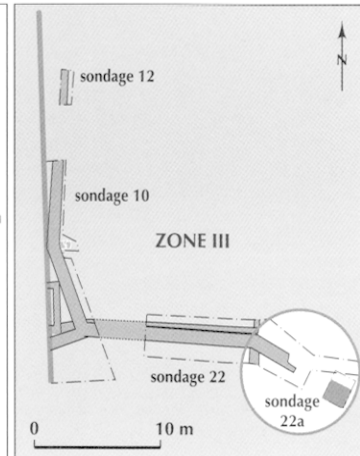 N
sondage 12
sondage 10
ZONE III
sondage 22
sondage
22a
0 10 m